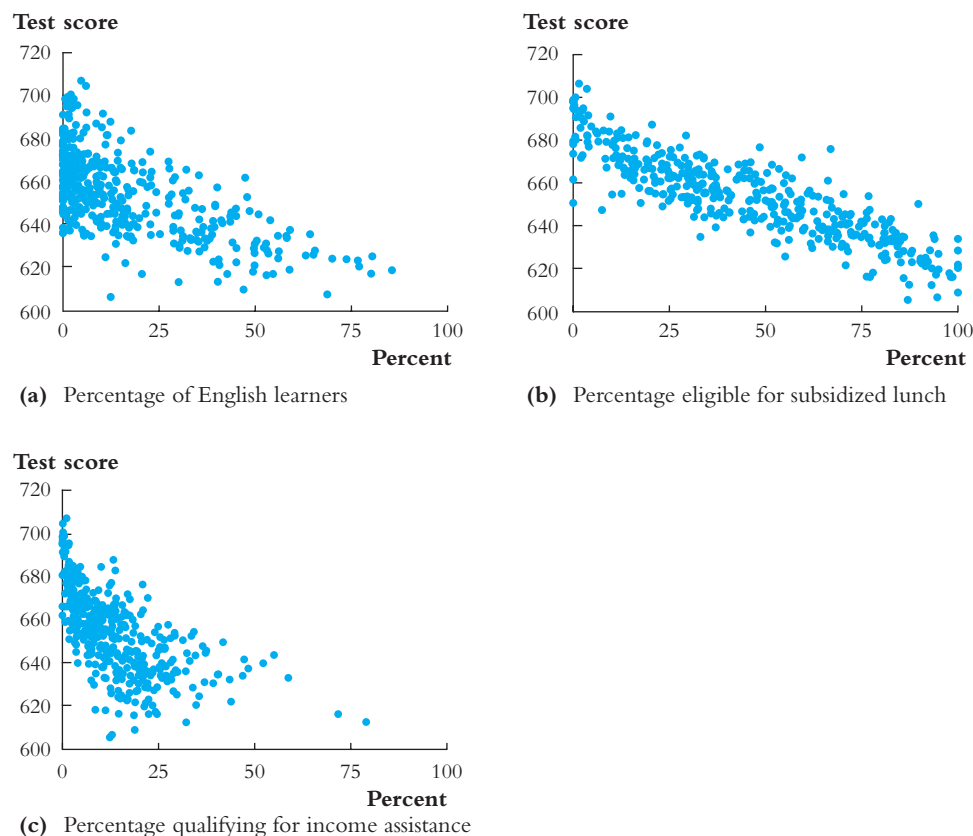 Test score
720
700
680
660
640
620
600
0 25 50 75 100
Percent
(a) Percentage of English learners
Test score
720
700
680
660
640
620
600
0 25 50 75 100
Percent
(b) Percentage eligible for subsidized lunch
Test score
720
700
680
660
640
620
600
0 25 50 75 100
Percent
(c) Percentage qualifying for income assistance